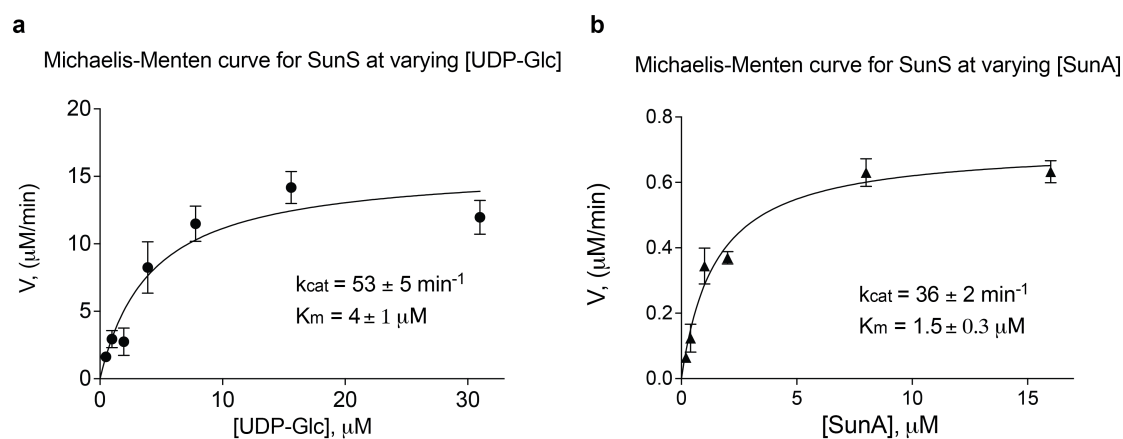 a
Michaelis-Menten curve for SunS at varying [UDP-Glc]
20
15
10
5
0
V, (μM/min)
kcat = 53 ± 5 min-1
Km = 4 ± 1 μM
0
10
20
30
[UDP-Glc], μM
b
Michaelis-Menten curve for SunS at varying [SunA]
0.8
0.6
0.4
0.2
0.0
V, (μM/min)
kcat = 36 ± 2 min-1
Km = 1.5 ± 0.3 μM
0
5
10
15
[SunA], μM